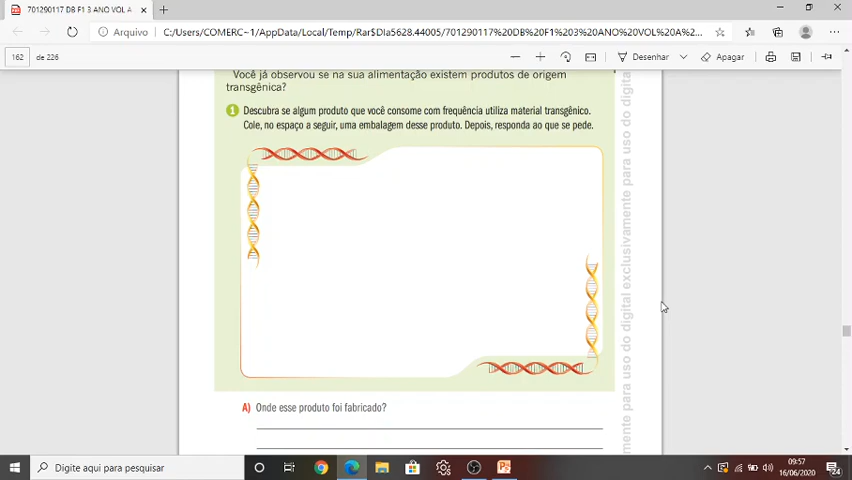 701290117 DB F1 3 ANO VOL A
Arquivo
C:/Users/COMERC~1/AppData/Local/Temp/Rar$DIa5628.44005/701290117%20DB%20F1%203%20ANO%20VOL%20A%2...
162
de 226
Desenhar
Apagar
Você já observou se na sua alimentação existem produtos de origem
transgênica?
1 Descubra se algum produto que você consome com frequência utiliza material transgênico.
Cole, no espaço a seguir, uma embalagem desse produto. Depois, responda ao que se pede.
mente para uso do digital exclusivamente para uso do digita
A) Onde esse produto foi fabricado?
Digite aqui para pesquisar
09:57
16/06/2020
24